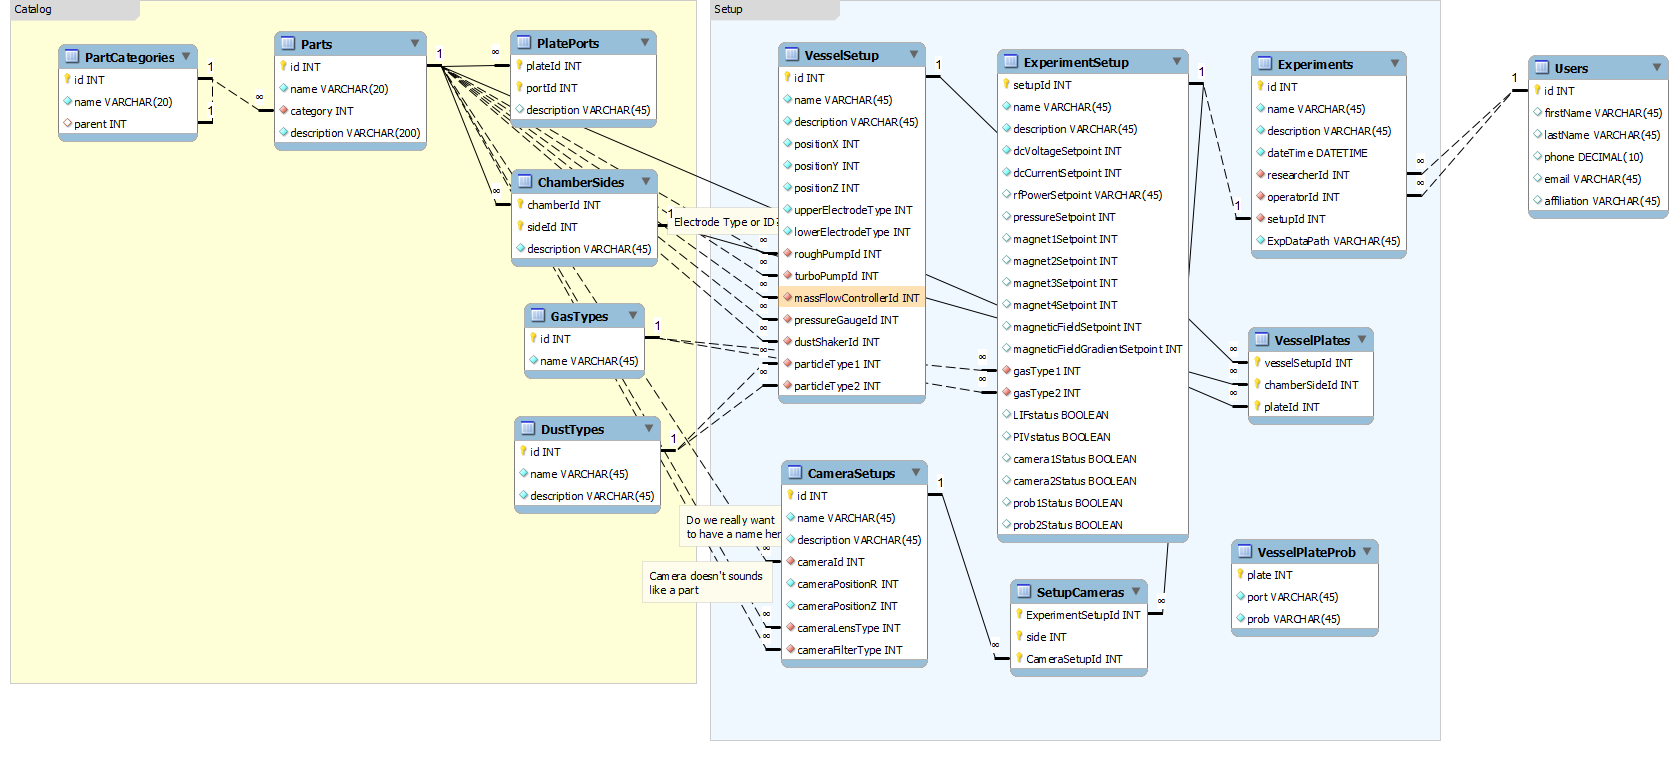 Catalog
PartCategories
id INT
name VARCHAR(20)
parent INT
1
1
∞
Parts
id INT
name VARCHAR(20)
category INT
description VARCHAR(200)
1
∞
PlatePorts
plateId INT
portId INT
description VARCHAR(45)
∞
ChamberSides
chamberId INT
sideId INT
description VARCHAR(45)
1
Electrode Type or ID?
GasTypes
id INT
name VARCHAR(45)
1
DustTypes
id INT
name VARCHAR(45)
description VARCHAR(45)
1
Do we really want
to have a name her
Camera doesn't sounds
like a part
Setup
VesselSetup
id INT
name VARCHAR(45)
description VARCHAR(45)
positionX INT
positionY INT
positionZ INT
upperElectrodeType INT
lowerElectrodeType INT
∞
roughPumpId INT
∞
turboPumpId INT
∞
massFlowControllerId INT
∞
pressureGaugeId INT
∞
dustShakerId INT
∞
particleType1 INT
∞
particleType2 INT
1
CameraSetups
id INT
name VARCHAR(45)
description VARCHAR(45)
∞
cameraId INT
cameraPositionR INT
cameraPositionZ INT
∞
cameraLensType INT
∞
cameraFilterType INT
1
ExperimentSetup
setupId INT
name VARCHAR(45)
description VARCHAR(45)
dcVoltageSetpoint INT
dcCurrentSetpoint INT
rfPowerSetpoint VARCHAR(45)
pressureSetpoint INT
magnet1Setpoint INT
magnet2Setpoint INT
magnet3Setpoint INT
magnet4Setpoint INT
magneticFieldSetpoint INT
magneticFieldGradientSetpoint INT
∞
gasType1 INT
∞
gasType2 INT
LIFstatus BOOLEAN
PIVstatus BOOLEAN
camera1Status BOOLEAN
camera2Status BOOLEAN
prob1Status BOOLEAN
prob2Status BOOLEAN
1
SetupCameras
ExperimentSetupId INT
∞
side INT
∞
CameraSetupId INT
Experiments
id INT
name VARCHAR(45)
description VARCHAR(45)
dateTime DATETIME
researcherId INT
∞
operatorId INT
∞
1
setupId INT
ExpDataPath VARCHAR(45)
VesselPlates
∞
vesselSetupId INT
∞
chamberSideId INT
∞
plateId INT
VesselPlateProb
plate INT
port VARCHAR(45)
prob VARCHAR(45)
1
Users
id INT
firstName VARCHAR(45)
lastName VARCHAR(45)
phone DECIMAL(10)
email VARCHAR(45)
affiliation VARCHAR(45)